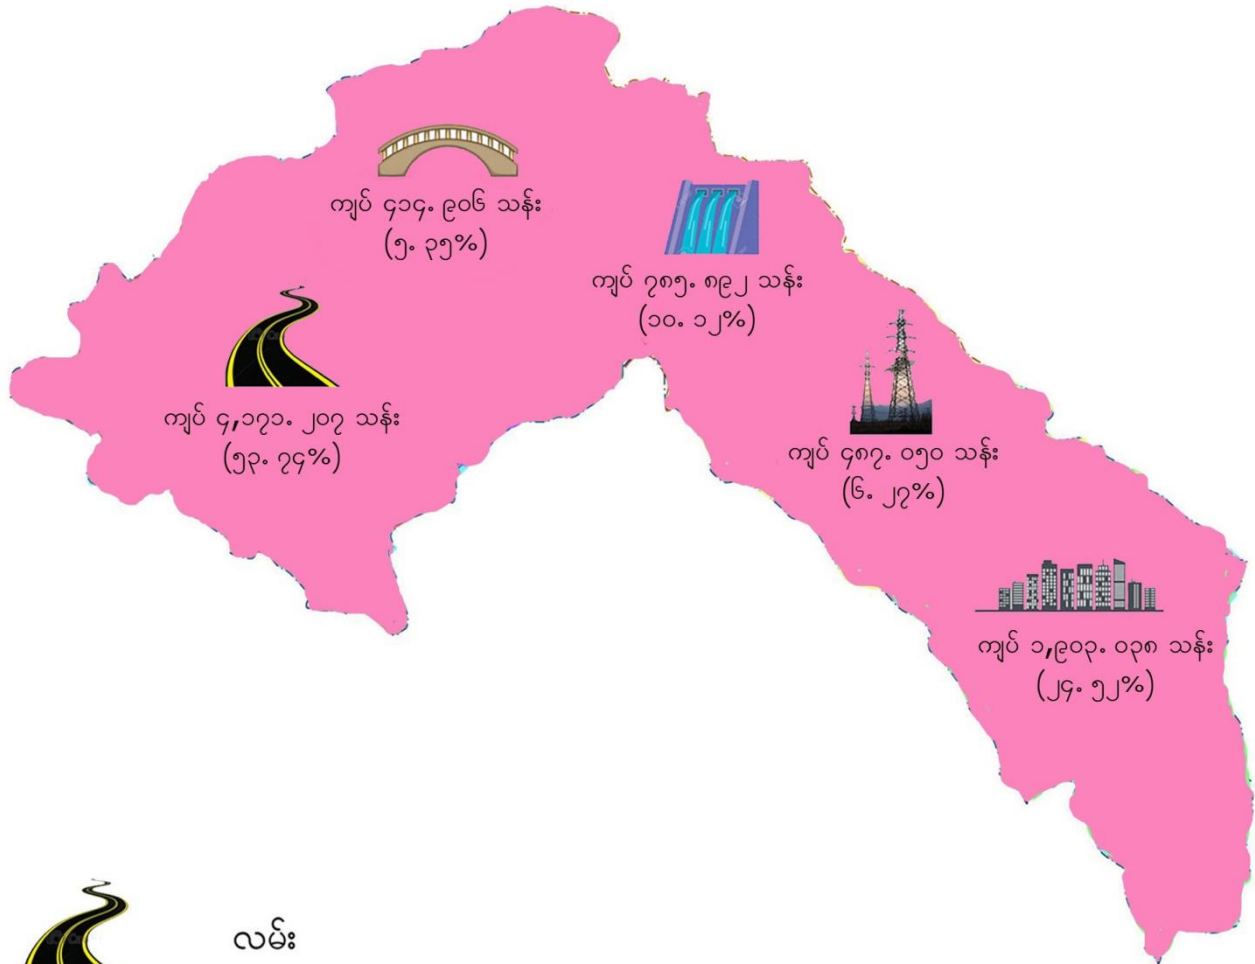 ကျပ် ၄၁၄. ၉၀၆ သန်း
(၅. ၃၅%)
ကျပ် ၇၈၅. ၈၉၂ သန်း
(၁၀. ၁၂%)
ကျပ် ၄,၁၇၁. ၂၀၇ သန်း
(၅၃. ၇၄%)
ကျပ် ၄၈၇. ၀၅၀ သန်း
(၆. ၂၇%)
ကျပ် ၁,၉၀၃. ၀၃၈ သန်း
(၂၄. ၅၂%)
လမ်း